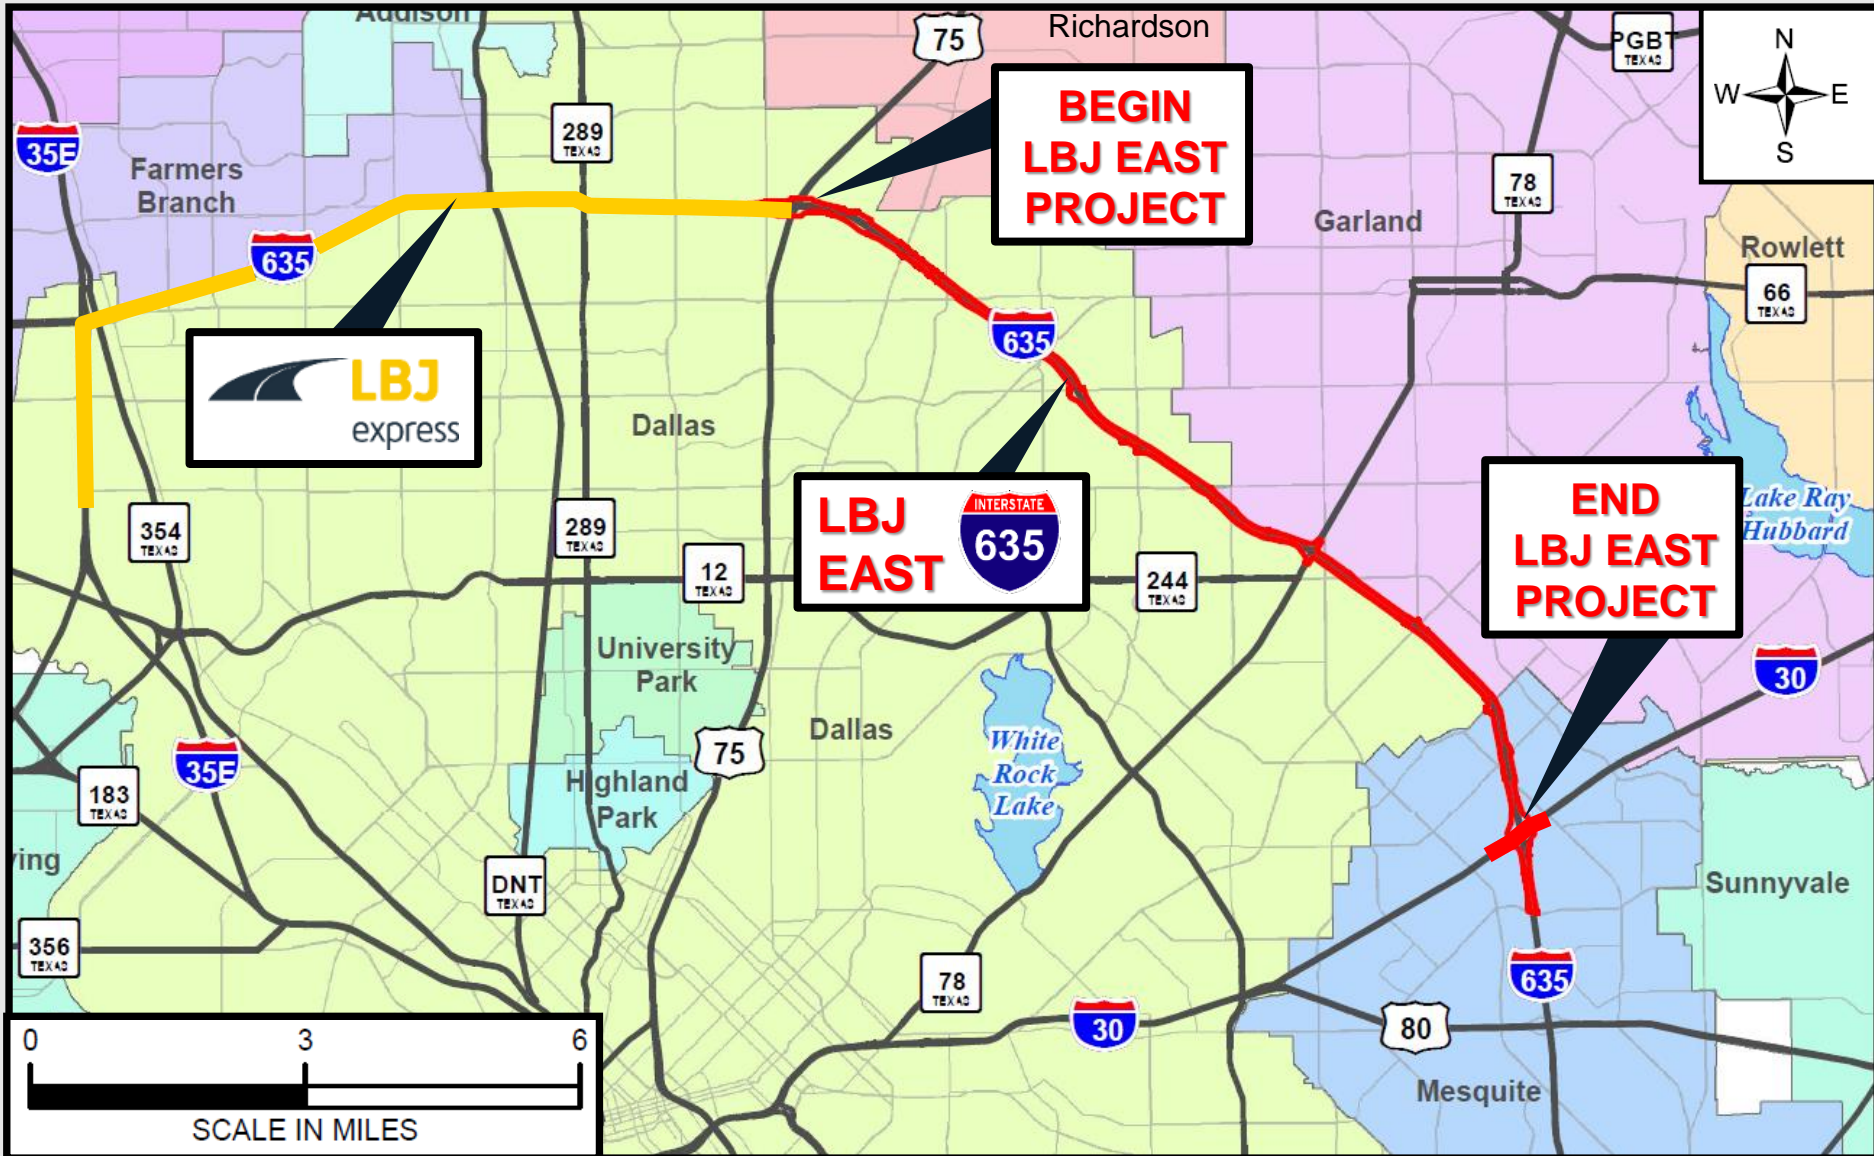 Addison
Richardson
75
PGBT
TEXAS
N
W E
S
BEGIN
LBJ EAST
PROJECT
289
TEXAS
35E
Farmers
Branch
78
TEXAS
Garland
Rowlett
635
66
TEXAS
635
LBJ
express
Dallas
LBJ
EAST
INTERSTATE
635
END
LBJ EAST
PROJECT
Lake Ray
Hubbard
354
TEXAS
289
TEXAS
12
TEXAS
244
TEXAS
University
Park
30
Dallas
75
White
Rock
Lake
35E
183
TEXAS
Highland
Park
ving
DNT
TEXAS
Sunnyvale
356
TEXAS
78
TEXAS
635
30
80
Mesquite
0 3 6
SCALE IN MILES